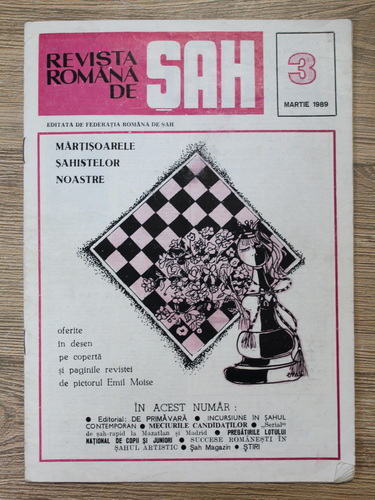 REVISTA
ROMÂNĂ
DE
ȘAH
3
MARTIE 1989
EDITATA DE FEDERAȚIA ROMÂNA DE ȘAH
MĂRȚIȘOARELE
ȘAHISTELOR
NOASTRE
oferite
în desen
pe copertă
și paginile revistei
de pictorul Emil Moise
ÎN ACEST NUMĂR :
● Editorial: DE PRIMĂVARĂ ● INCURSIUNE ÎN ȘAHUL
CONTEMPORAN ● MECIURILE CANDIDAȚILOR ● „Serial“
de șah-rapid la Mazatlan și Madrid ● PREGĂTIRILE LOTULUI
NAȚIONAL DE COPII ȘI JUNIORI ● SUCCESE ROMÂNEȘTI ÎN
ȘAHUL ARTISTIC ● Șah Magazin ● ȘTIRI